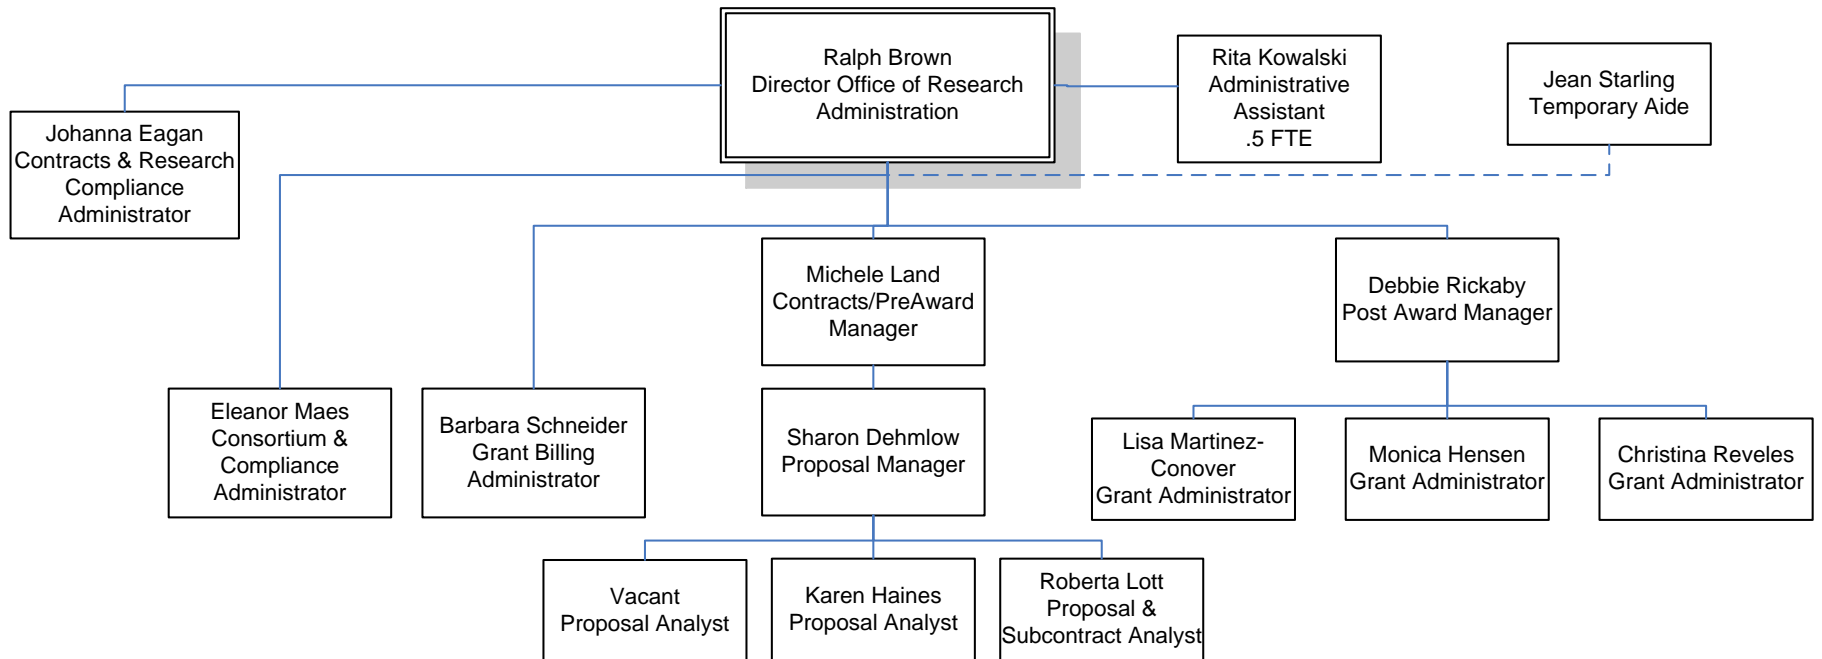 Ralph Brown
Director Office of Research
Administration
Rita Kowalski
Administrative
Assistant
.5 FTE
Jean Starling
Temporary Aide
Johanna Eagan
Contracts & Research
Compliance
Administrator
Michele Land
Contracts/PreAward
Manager
Debbie Rickaby
Post Award Manager
Eleanor Maes
Consortium &
Compliance
Administrator
Barbara Schneider
Grant Billing
Administrator
Sharon Dehmlow
Proposal Manager
Lisa Martinez-
Conover
Grant Administrator
Monica Hensen
Grant Administrator
Christina Reveles
Grant Administrator
Vacant
Proposal Analyst
Karen Haines
Proposal Analyst
Roberta Lott
Proposal &
Subcontract Analyst